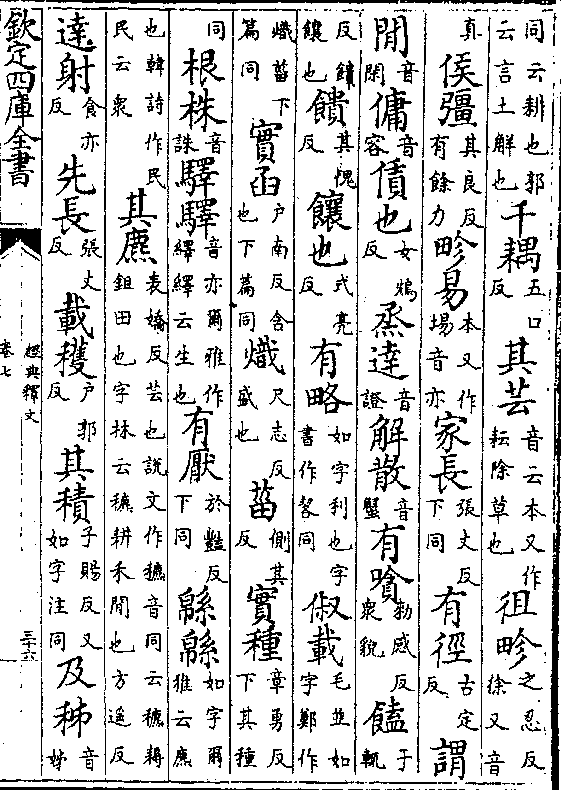 同云耕也郭云言土解也千耦五口反其芸音云本又作耘除草也徂畛之忍反徐又音
真侯彊其良反有餘力畛易本又作埸音亦家長張丈反下同有徑古定反謂
閒音閑傭音容賃也女鴆反烝達音證解散音蟹有嗿勑感反衆貌饁于輒
反饋饟也饋其愧反饟也式亮反有略如字利也字書作䂮同俶載毛並如字鄭作
熾菑下篇同實函户南反含也下篇同熾尺志反盛也菑側其反實種章勇反下其種
同根株音誅驛驛音亦爾雅作繹繹云生也有厭於豔反下同緜緜如字爾雅云麃
也韓詩作民民云衆其麃表嬌反芸也說文作穮音同云穮耨鉏田也字林云穮耕禾間也方遥反
達射食亦反先長張丈反載穫户郭反其積子賜反又如字注同及秭音姊
欽定四庫全書
經典釋文
卷七
三十六